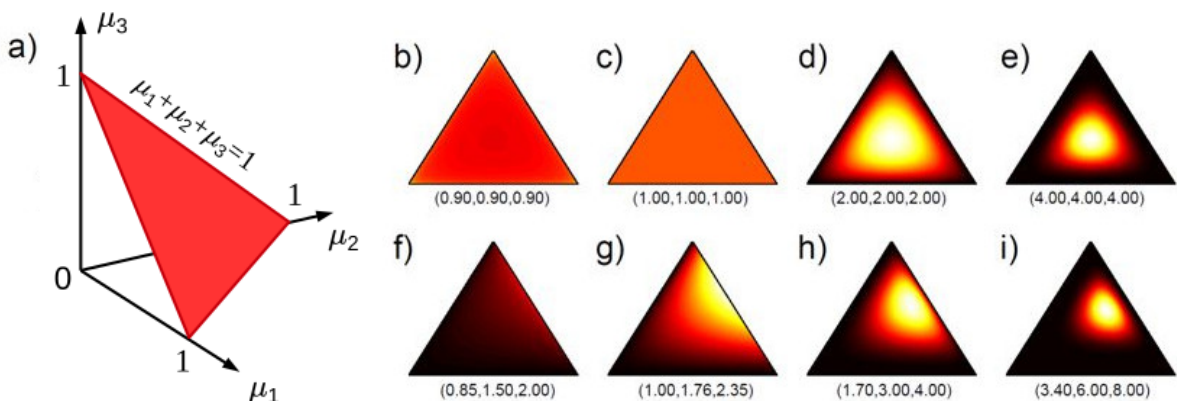 a)
μ₃
1
μ₁+μ₂+μ₃=1
1
μ₂
0
1
μ₁
b)
(0.90,0.90,0.90)
c)
(1.00,1.00,1.00)
d)
(2.00,2.00,2.00)
e)
(4.00,4.00,4.00)
f)
(0.85,1.50,2.00)
g)
(1.00,1.76,2.35)
h)
(1.70,3.00,4.00)
i)
(3.40,6.00,8.00)